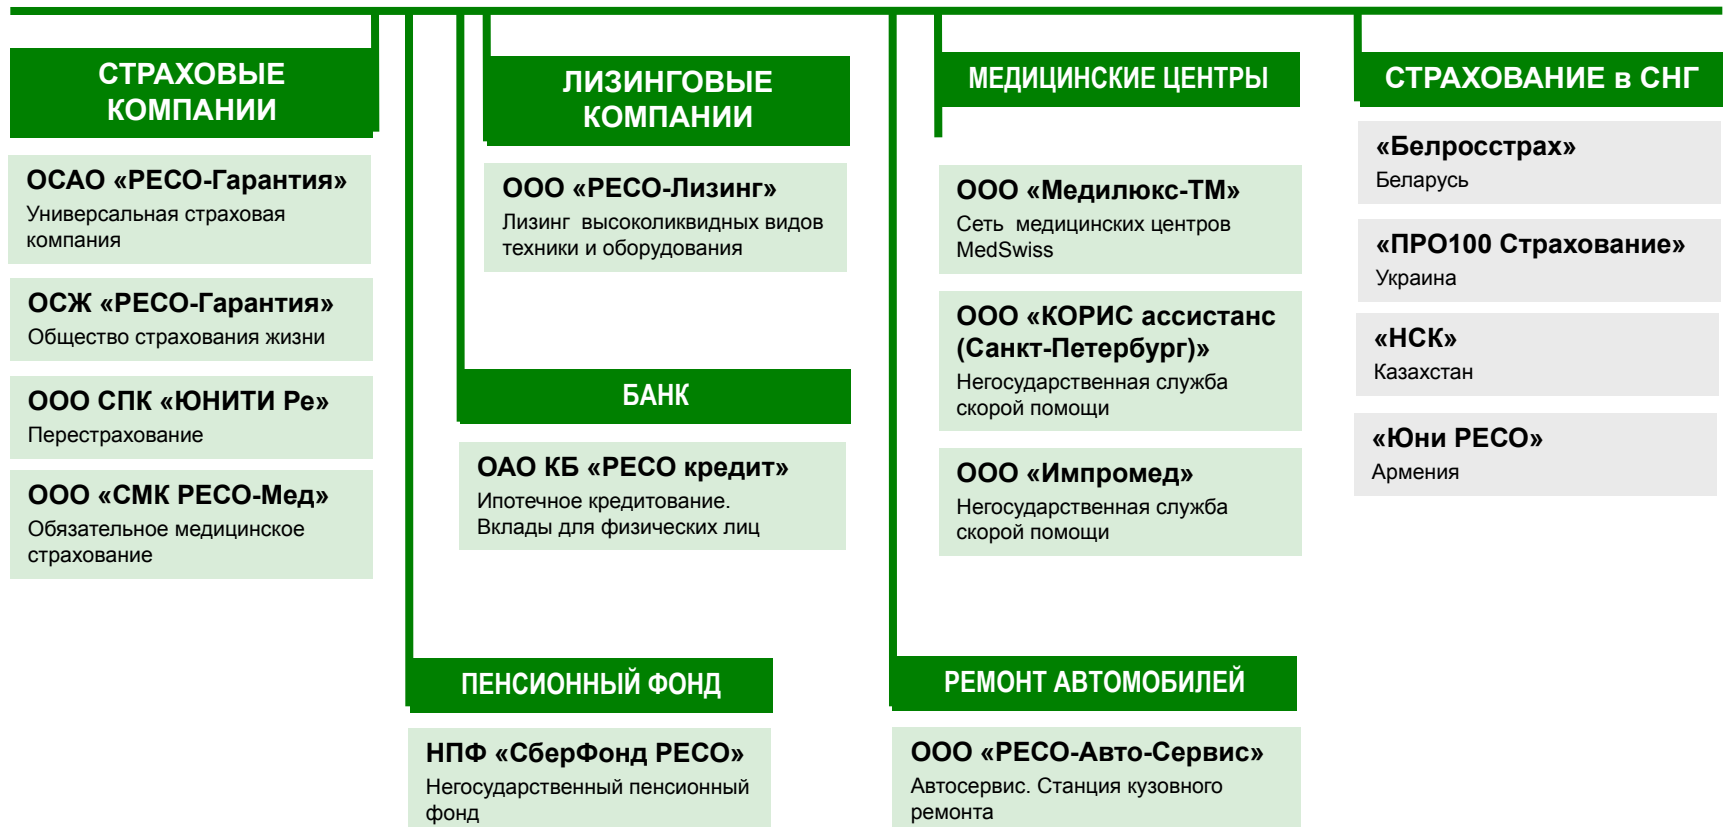 СТРАХОВЫЕ
КОМПАНИИ
ОСАО «РЕСО-Гарантия»
Универсальная страховая
компания
ОСЖ «РЕСО-Гарантия»
Общество страхования жизни
ООО СПК «ЮНИТИ Ре»
Перестрахование
ООО «СМК РЕСО-Мед»
Обязательное медицинское
страхование
ЛИЗИНГОВЫЕ
КОМПАНИИ
ООО «РЕСО-Лизинг»
Лизинг высоколиквидных видов
техники и оборудования
БАНК
ОАО КБ «РЕСО кредит»
Ипотечное кредитование.
Вклады для физических лиц
ПЕНСИОННЫЙ ФОНД
НПФ «СберФонд РЕСО»
Негосударственный пенсионный
фонд
МЕДИЦИНСКИЕ ЦЕНТРЫ
ООО «Медилюкс-ТМ»
Сеть медицинских центров
MedSwiss
ООО «КОРИС ассистанс
(Санкт-Петербург)»
Негосударственная служба
скорой помощи
ООО «Импромед»
Негосударственная служба
скорой помощи
РЕМОНТ АВТОМОБИЛЕЙ
ООО «РЕСО-Авто-Сервис»
Автосервис. Станция кузовного
ремонта
СТРАХОВАНИЕ в СНГ
«Белросстрах»
Беларусь
«ПРО100 Страхование»
Украина
«НСК»
Казахстан
«Юни РЕСО»
Армения